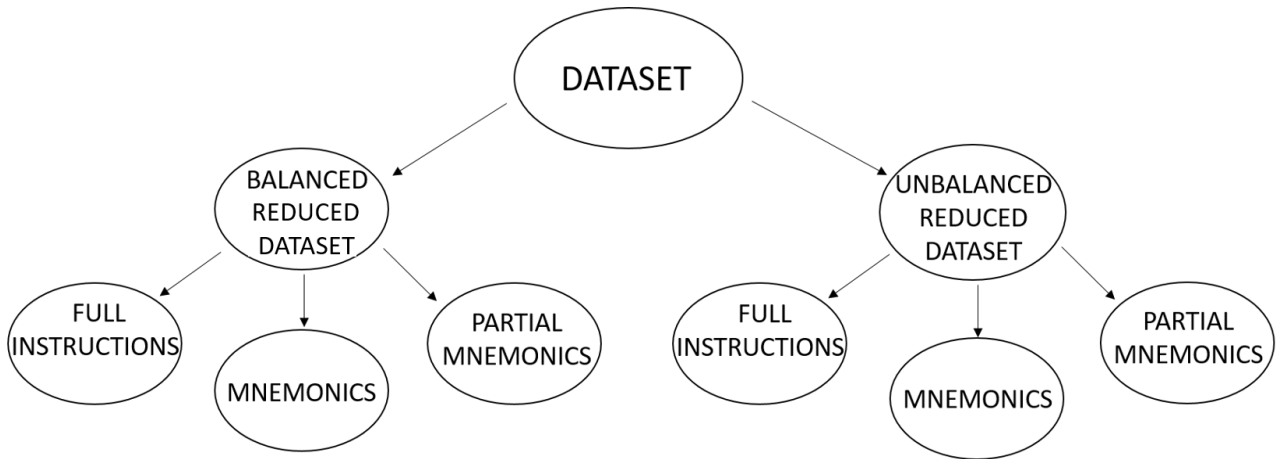 DATASET
BALANCED
REDUCED
DATASET
UNBALANCED
REDUCED
DATASET
FULL
INSTRUCTIONS
MNEMONICS
PARTIAL
MNEMONICS
FULL
INSTRUCTIONS
MNEMONICS
PARTIAL
MNEMONICS